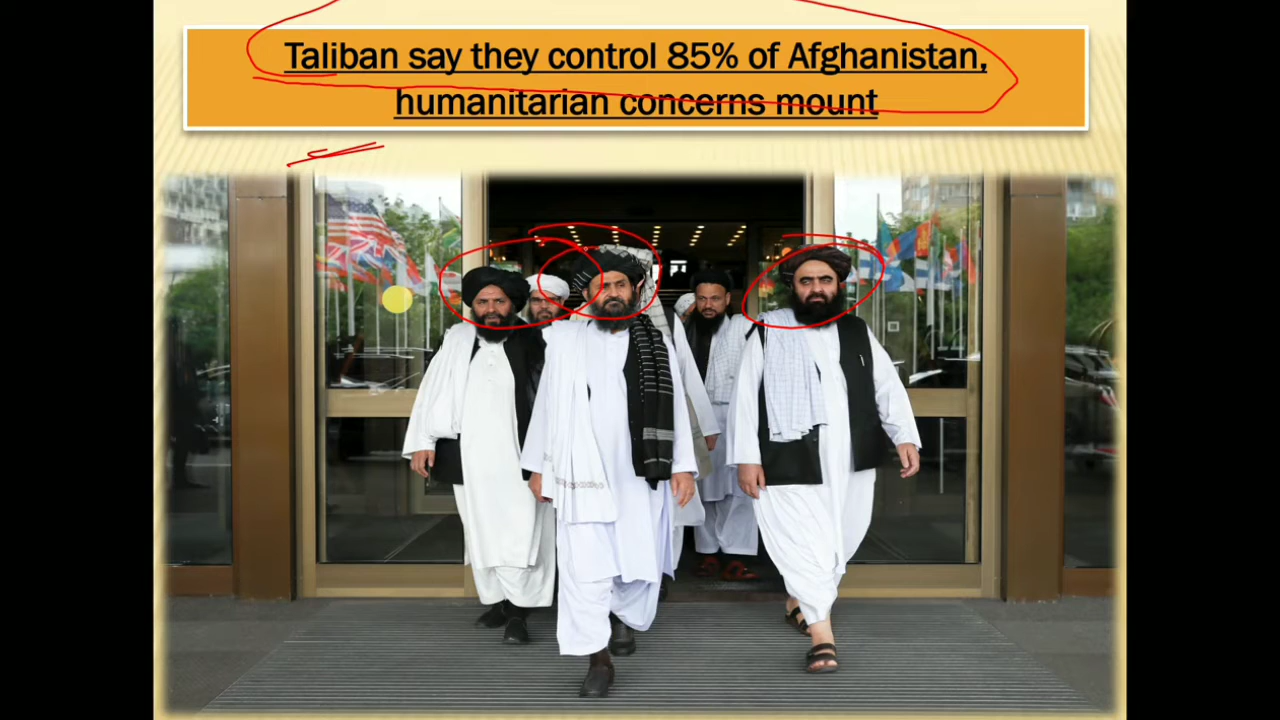 Taliban say they control 85% of Afghanistan,
humanitarian concerns mount